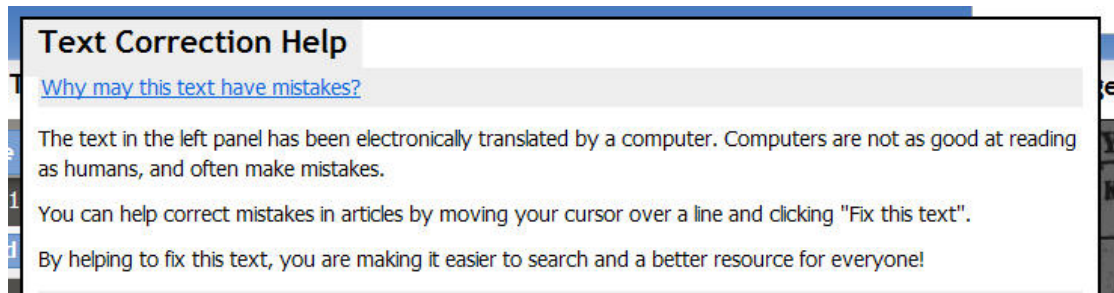 Text Correction Help
Why may this text have mistakes?
The text in the left panel has been electronically translated by a computer. Computers are not as good at reading
as humans, and often make mistakes.
You can help correct mistakes in articles by moving your cursor over a line and clicking "Fix this text".
By helping to fix this text, you are making it easier to search and a better resource for everyone!